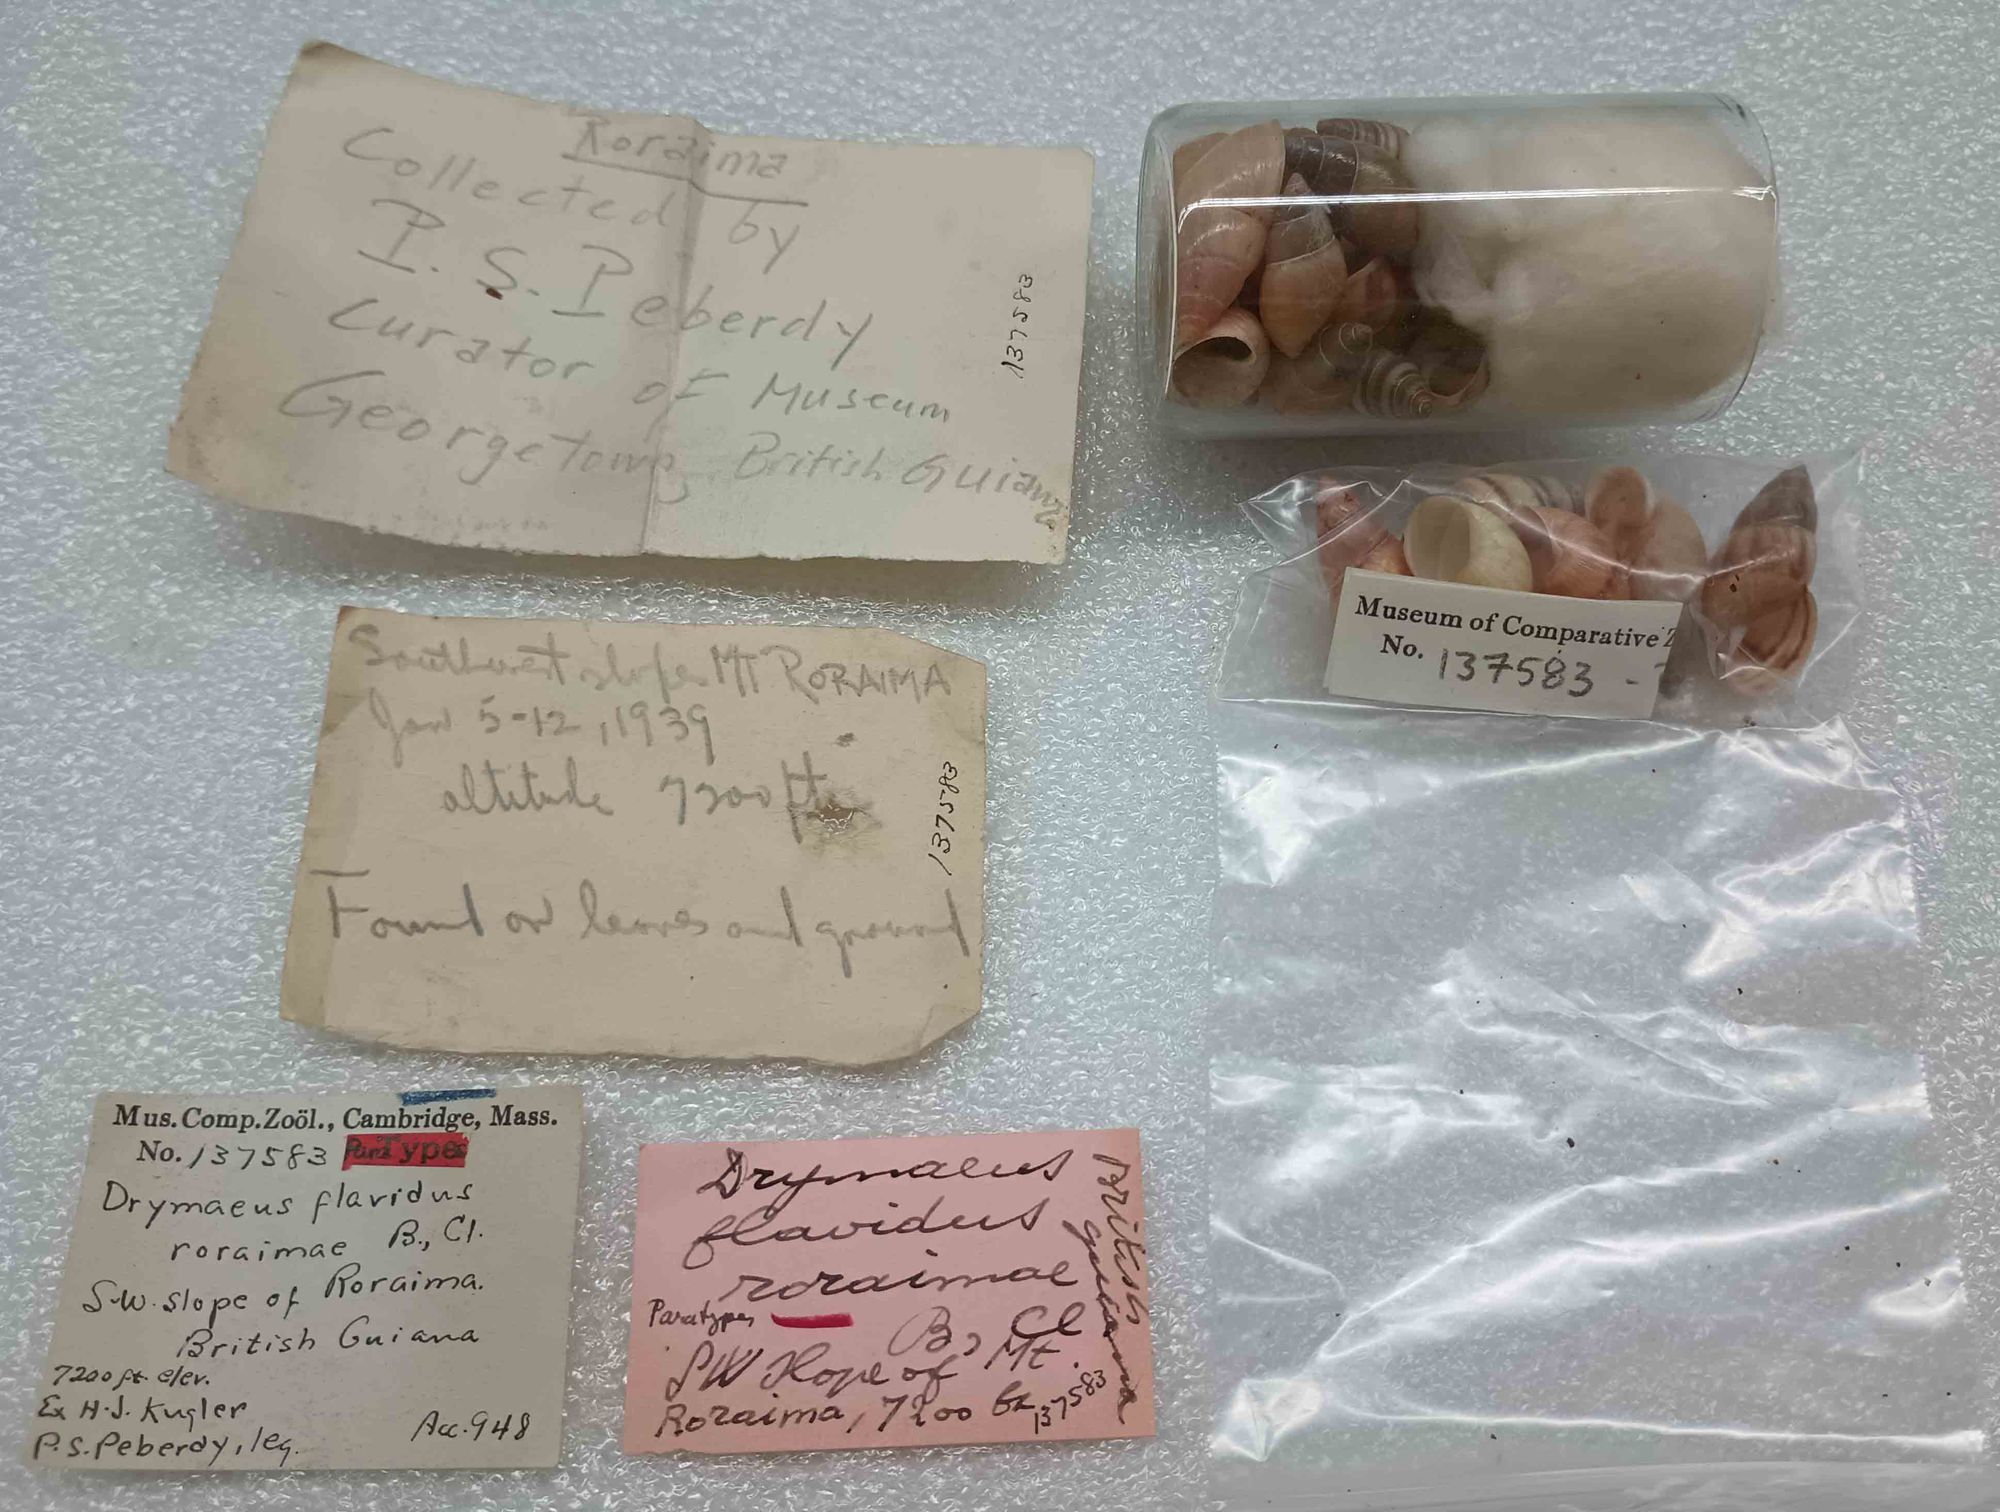 Roraima
Collected by
P. S. Peberdy
Curator of Museum
Georgetown, British Guiana
137583
Southwest slope Mt RORAIMA
Jan 5-12, 1939
altitude 7200 ft.
Found on leaves and ground
137583
Mus. Comp. Zoöl., Cambridge, Mass.
No. 137583 ParaTypes
Drymaeus flavidus
roraimae B., Cl.
S.W. slope of Roraima.
British Guiana
7200 ft. elev.
Ex H.J. Kugler
P.S. Peberdy, leg.
Acc. 948
Drymaeus
flavidus
roraimae
Paratypes
B, Cl
SW Slope of Mt.
Roraima, 7200 ft
137583
British
guiana
Museum of Comparative Z
No. 137583 -